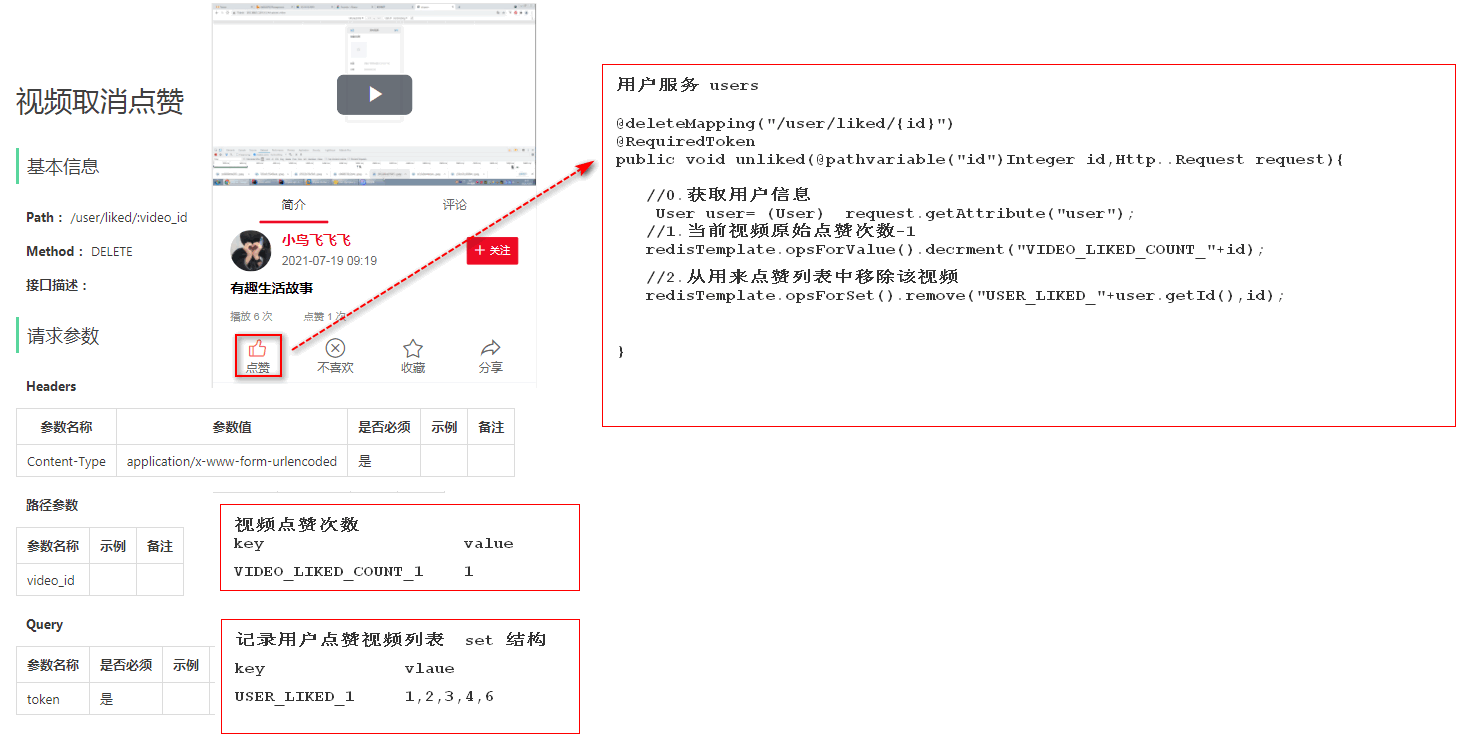 视频取消点赞
基本信息
Path： /user/liked/:video_id
Method： DELETE
接口描述：
请求参数
Headers
参数名称 参数值 是否必须 示例 备注
Content-Type application/x-www-form-urlencoded 是
路径参数
参数名称 示例 备注
video_id
Query
参数名称 是否必须 示例
token 是
简介 评论
小鸟飞飞飞
2021-07-19 09:19
+ 关注
有趣生活故事
播放 6 次 点赞 1 次
点赞 不喜欢 收藏 分享
视频点赞次数
key value
VIDEO_LIKED_COUNT_1 1
记录用户点赞视频列表 set 结构
key vlaue
USER_LIKED_1 1,2,3,4,6
用户服务 users
@deleteMapping("/user/liked/{id}")
@RequiredToken
public void unliked(@pathvariable("id")Integer id,Http..Request request){
//0.获取用户信息
User user= (User) request.getAttribute("user");
//1.当前视频原始点赞次数-1
redisTemplate.opsForValue().decrment("VIDEO_LIKED_COUNT_"+id);
//2.从用来点赞列表中移除该视频
redisTemplate.opsForSet().remove("USER_LIKED_"+user.getId(),id);
}